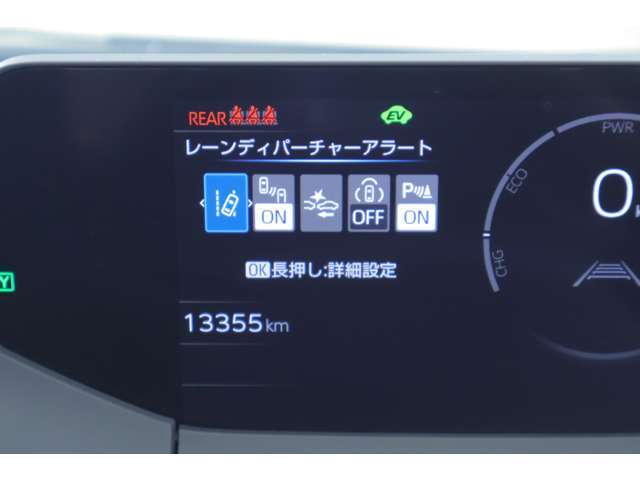 REAR EV
PWR
レーンディパーチャーアラート
ECO
ON OFF P ON
0
OK長押し:詳細設定
CHG
Y
13355km